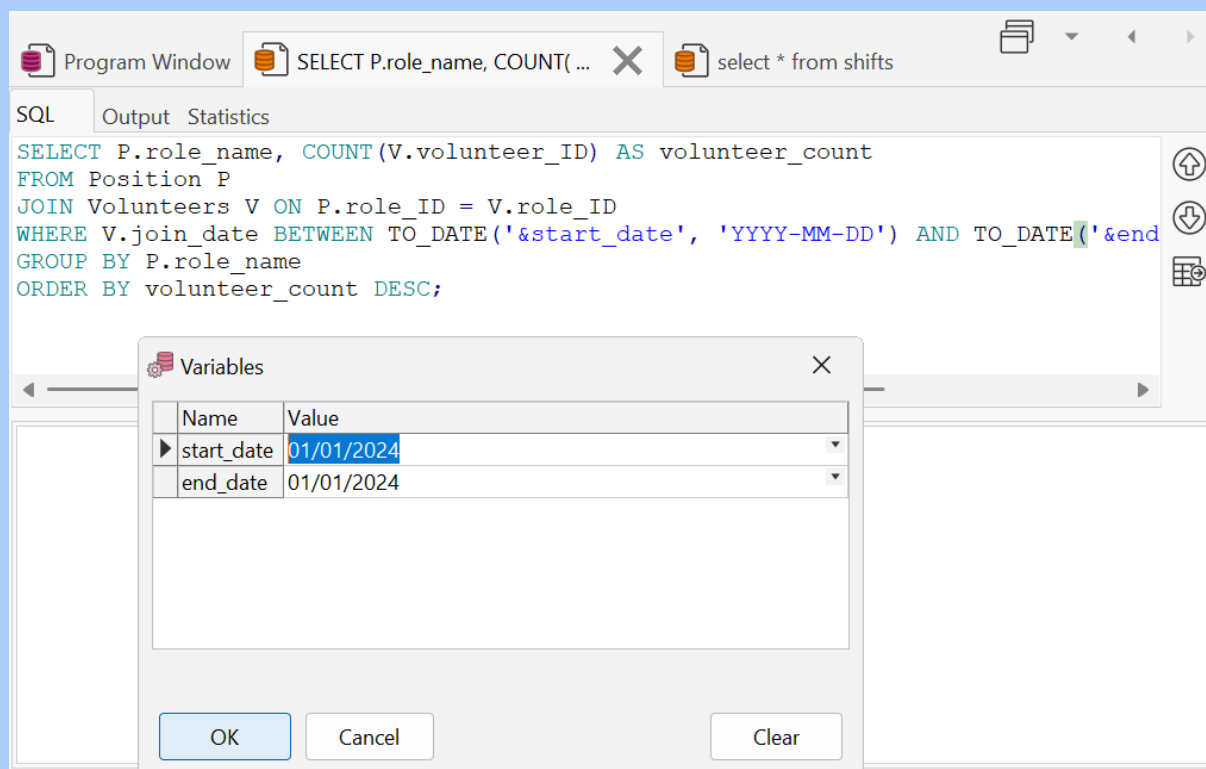 Program Window SELECT P.role_name, COUNT( ... select * from shifts
SQL Output Statistics
SELECT P.role_name, COUNT(V.volunteer_ID) AS volunteer_count
FROM Position P
JOIN Volunteers V ON P.role_ID = V.role_ID
WHERE V.join_date BETWEEN TO_DATE('&start_date', 'YYYY-MM-DD') AND TO_DATE('&end
GROUP BY P.role_name
ORDER BY volunteer_count DESC;
Variables
Name Value
start_date 01/01/2024
end_date 01/01/2024
OK Cancel Clear